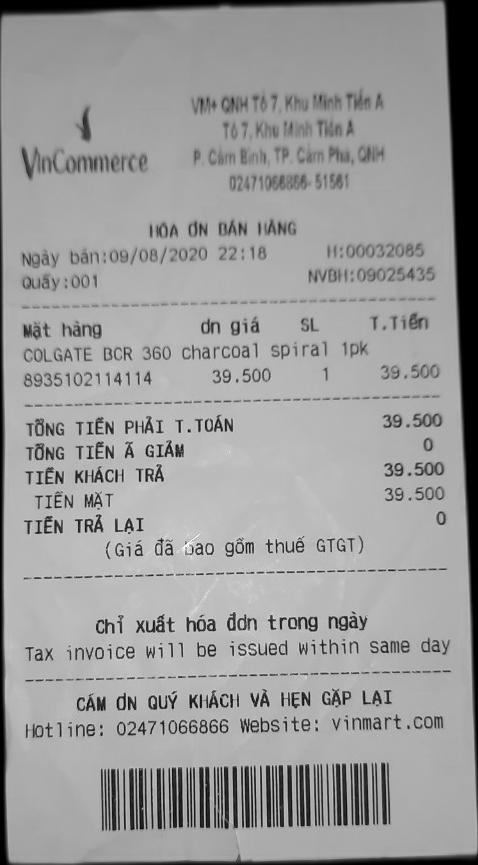 VinCommerce
VM+ QNH Tổ 7, Khu Minh Tiến A
Tổ 7, Khu Minh Tiến A
P. Cẩm Bình, TP. Cẩm Phả, QNH
02471066866- 51561
HÓA ƠN BÁN HÀNG
Ngày bán:09/08/2020 22:18 H:00032085
Quầy:001 NVBH:09025435
Mặt hàng ơn giá SL T.Tiền
COLGATE BCR 360 charcoal spiral 1pk
8935102114114 39.500 1 39.500
TỔNG TIỀN PHẢI T.TOÁN 39.500
TỔNG TIỀN Ã GIẢM 0
TIỀN KHÁCH TRẢ 39.500
TIỀN MẶT 39.500
TIỀN TRẢ LẠI 0
(Giá đã bao gồm thuế GTGT)
Chỉ xuất hóa đơn trong ngày
Tax invoice will be issued within same day
CẢM ƠN QUÝ KHÁCH VÀ HẸN GẶP LẠI
Hotline: 02471066866 Website: vinmart.com